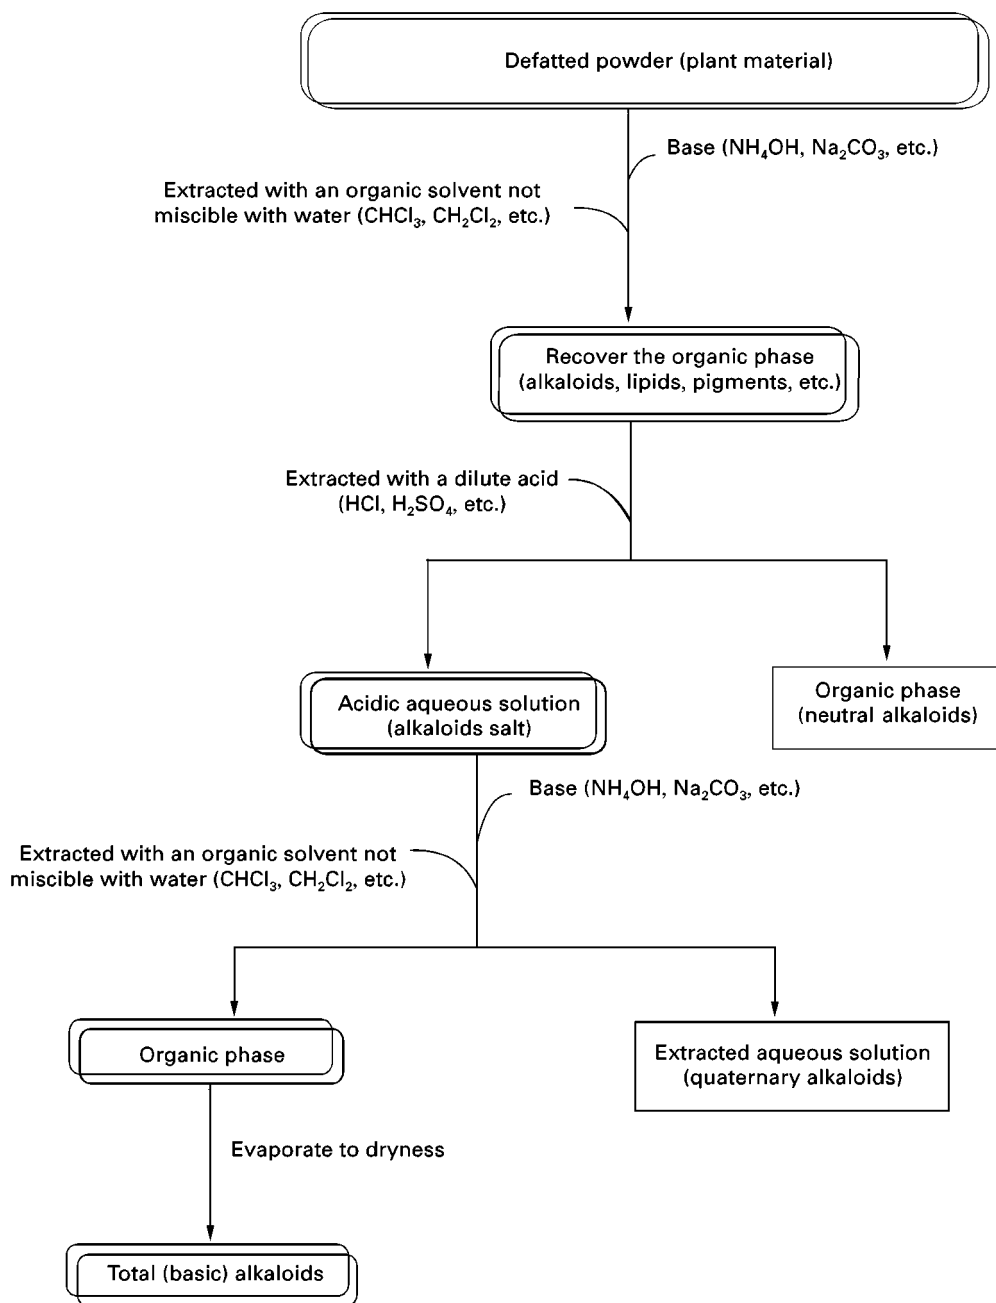 Defatted powder (plant material)
Base (NH₄OH, Na₂CO₃, etc.)
Extracted with an organic solvent not
miscible with water (CHCl₃, CH₂Cl₂, etc.)
Recover the organic phase
(alkaloids, lipids, pigments, etc.)
Extracted with a dilute acid
(HCl, H₂SO₄, etc.)
Acidic aqueous solution
(alkaloids salt)
Organic phase
(neutral alkaloids)
Base (NH₄OH, Na₂CO₃, etc.)
Extracted with an organic solvent not
miscible with water (CHCl₃, CH₂Cl₂, etc.)
Organic phase
Extracted aqueous solution
(quaternary alkaloids)
Evaporate to dryness
Total (basic) alkaloids